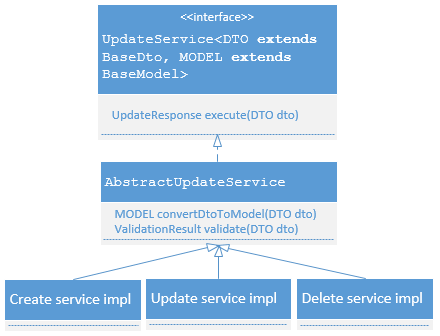 <<interface>>
UpdateService<DTO extends
BaseDto, MODEL extends
BaseModel>
UpdateResponse execute(DTO dto)
AbstractUpdateService
MODEL convertDtoToModel(DTO dto)
ValidationResult validate(DTO dto)
Create service impl
Update service impl
Delete service impl